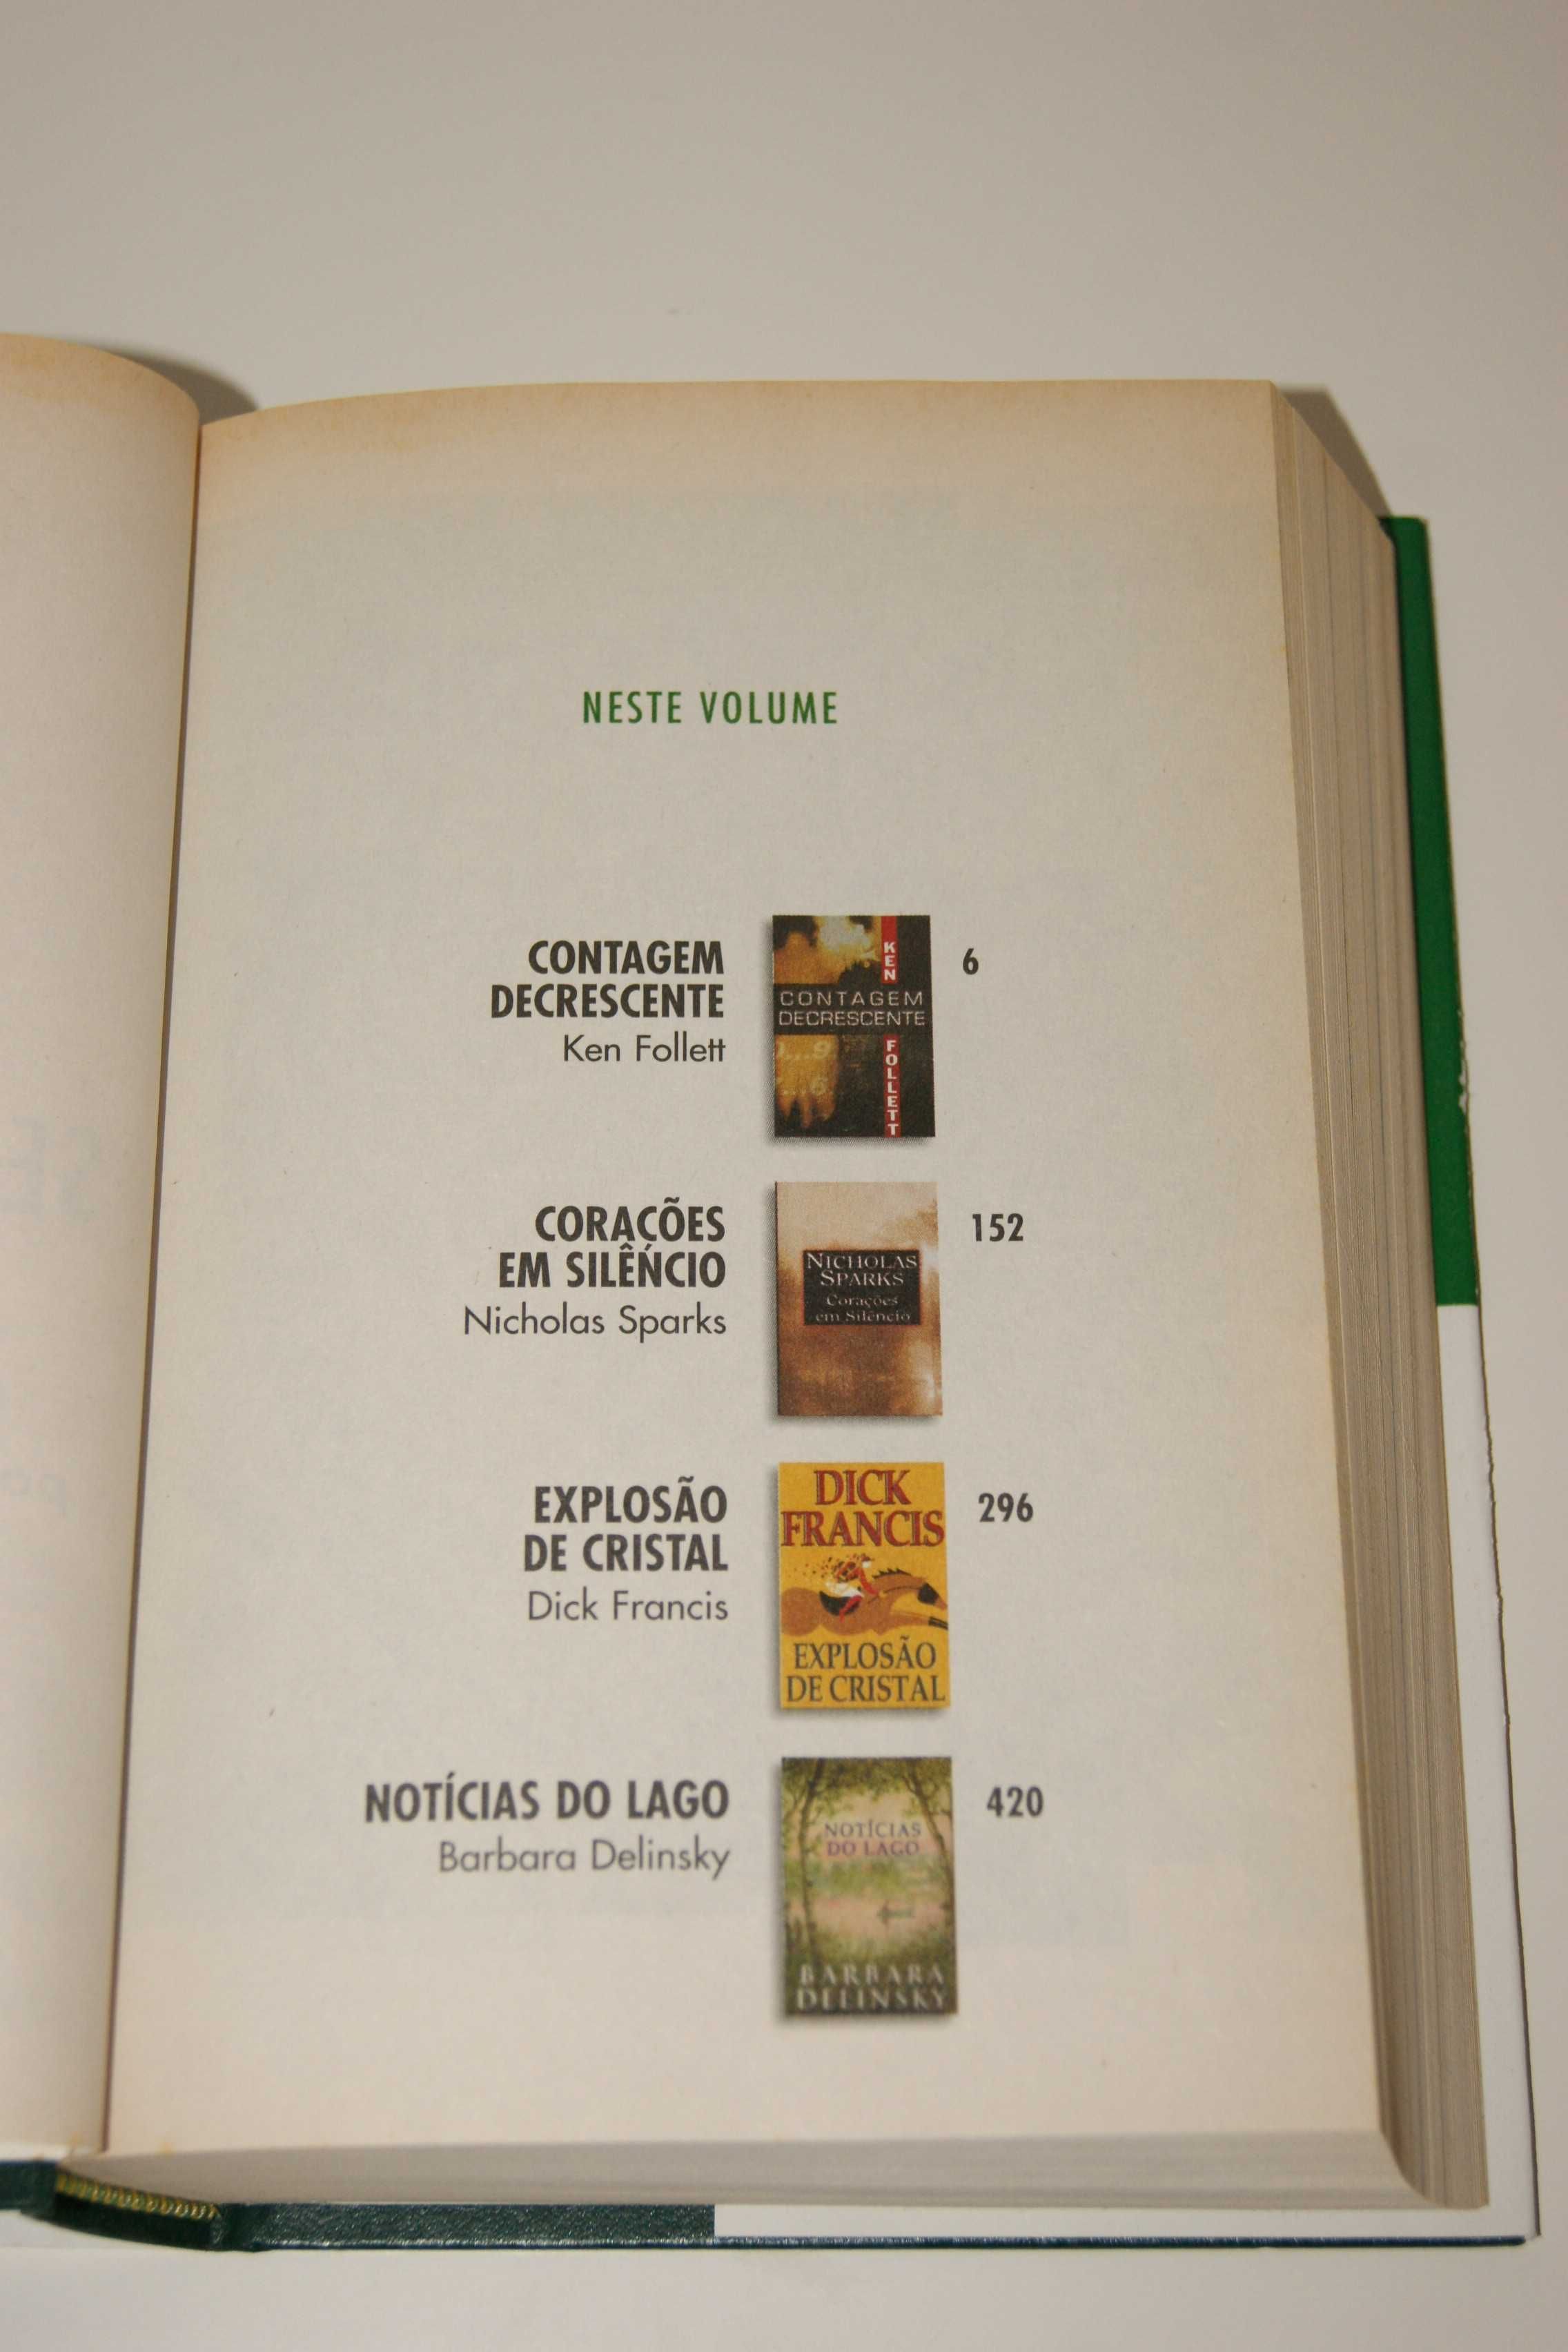 NESTE VOLUME
CONTAGEM
DECRESCENTE
Ken Follett
KEN
CONTAGEM
DECRESCENTE
FOLLETT
6
CORAÇÕES
EM SILÊNCIO
Nicholas Sparks
NICHOLAS
SPARKS
Corações
em Silêncio
152
EXPLOSÃO
DE CRISTAL
Dick Francis
DICK
FRANCIS
EXPLOSÃO
DE CRISTAL
296
NOTÍCIAS DO LAGO
Barbara Delinsky
NOTÍCIAS
DO LAGO
BARBARA
DELINSKY
420